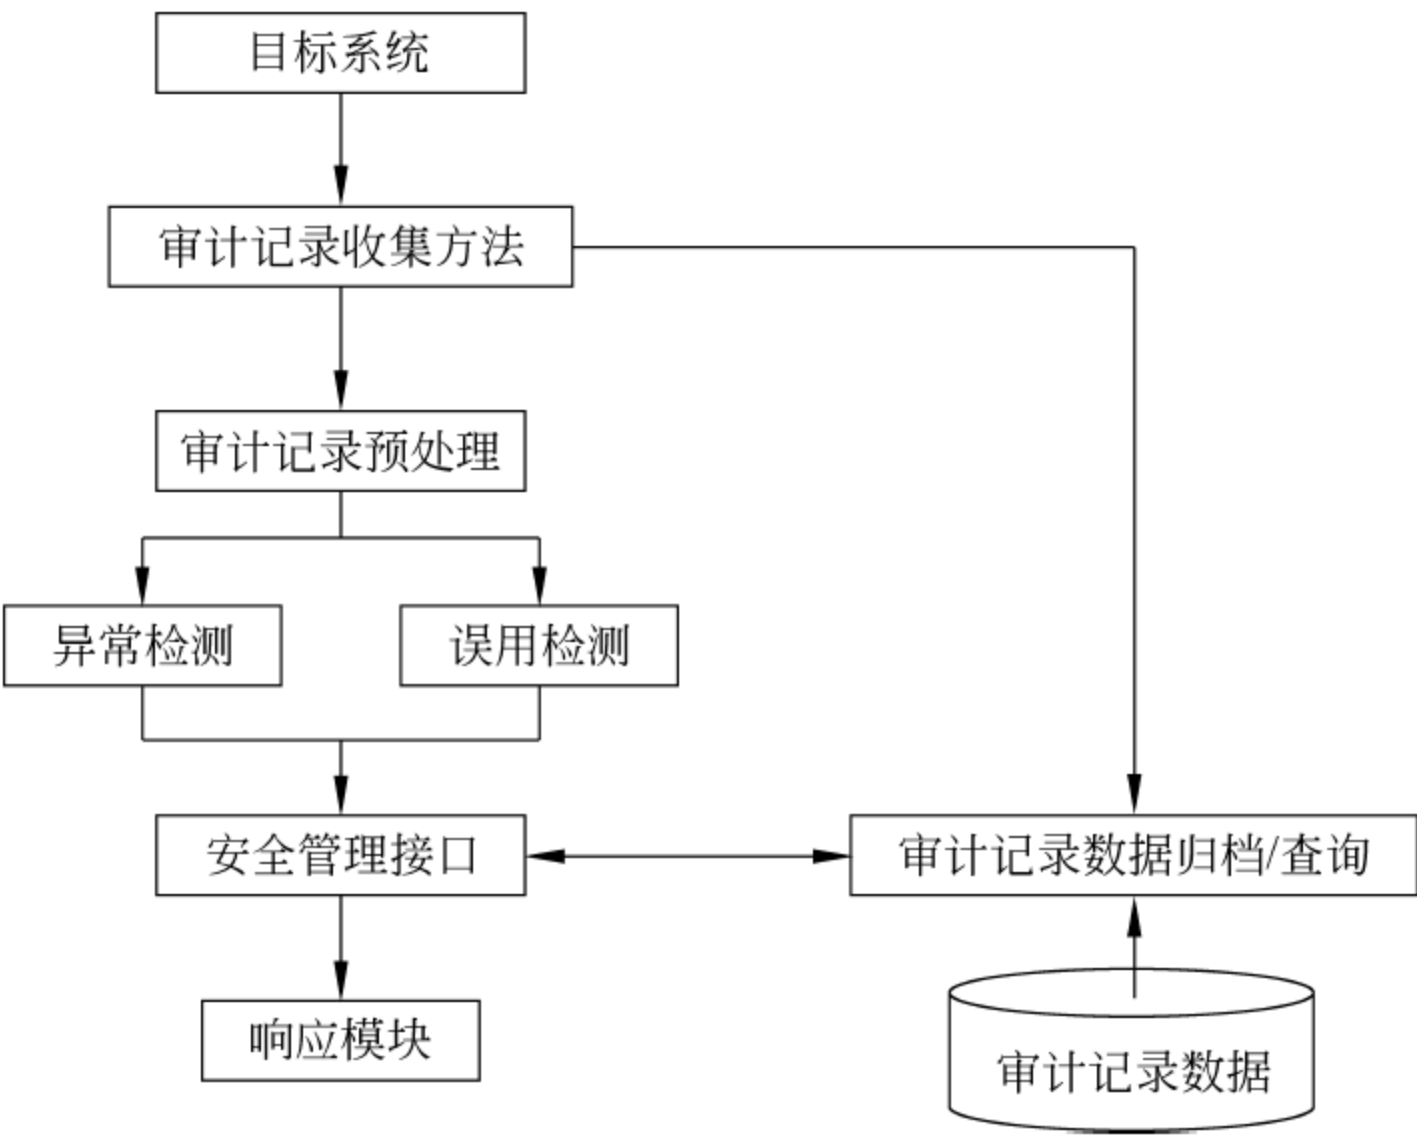 目标系统
审计记录收集方法
审计记录预处理
异常检测
误用检测
安全管理接口
审计记录数据归档/查询
响应模块
审计记录数据